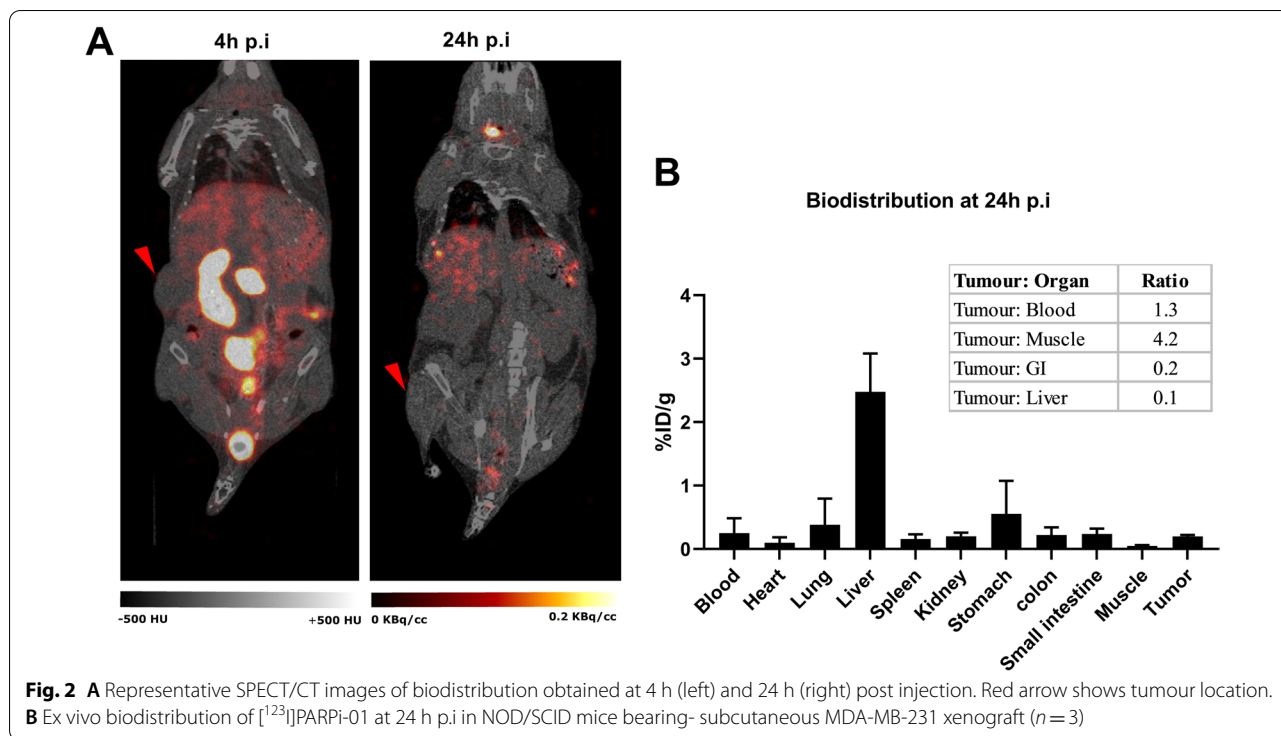 A
4h p.i
24h p.i
-500 HU
+500 HU
0 KBq/cc
0.2 KBq/cc
B
Biodistribution at 24h p.i
Tumour: Organ Ratio
Tumour: Blood 1.3
Tumour: Muscle 4.2
Tumour: GI 0.2
Tumour: Liver 0.1
%ID/g
4
3
2
1
0
Blood
Heart
Lung
Liver
Spleen
Kidney
Stomach
colon
Small intestine
Muscle
Tumor
Fig. 2 A Representative SPECT/CT images of biodistribution obtained at 4 h (left) and 24 h (right) post injection. Red arrow shows tumour location.
B Ex vivo biodistribution of [¹²³I]PARPi-01 at 24 h p.i in NOD/SCID mice bearing- subcutaneous MDA-MB-231 xenograft (n = 3)